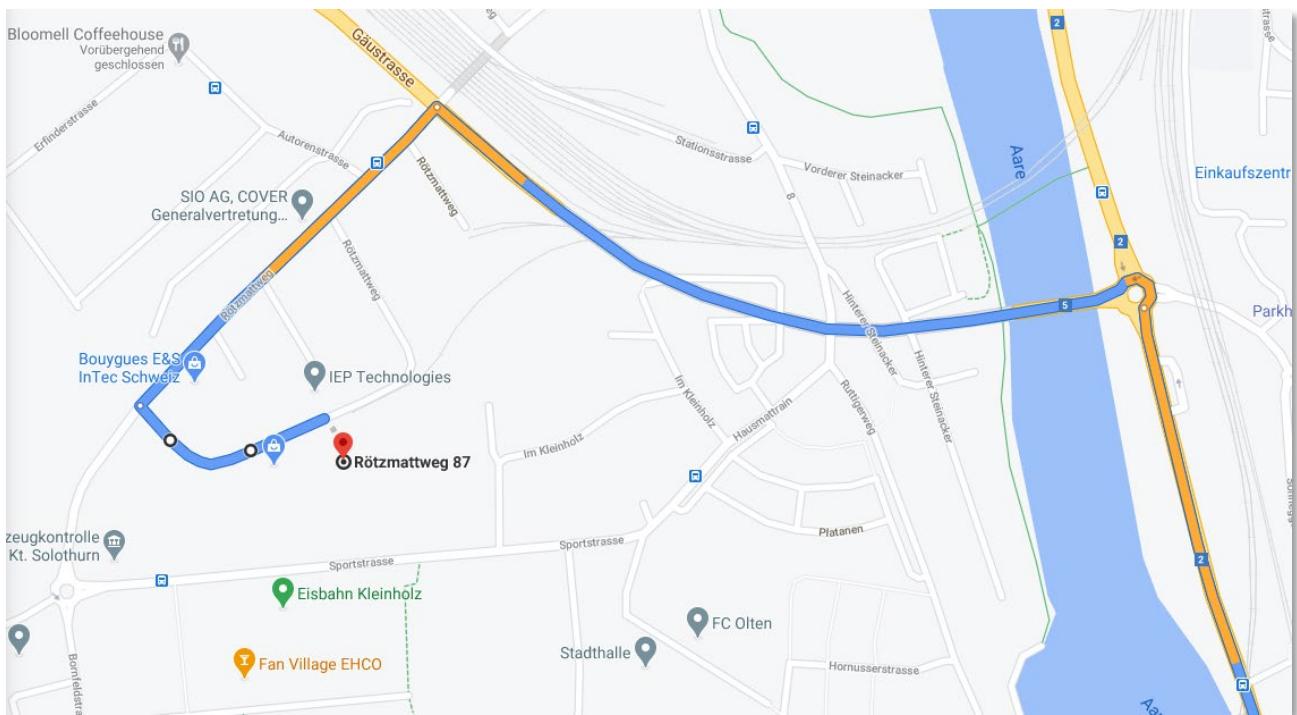 Bloomell Coffeehouse
Vorübergehend
geschlossen
Gäustrasse
weg
2
Erfinderstrasse
Autorenstrasse
Rötzmattweg
Stationsstrasse
Vorderer Steinacker
8
Aare
Einkaufszentr
SIO AG, COVER
Generalvertretung...
Rötzmattweg
2
Rötzmattweg
Hinterer Steinacker
5
Parkh
Bouygues E&S
InTec Schweiz
IEP Technologies
Im Kleinholz
Hausmattrain
Ruttigerweg
Hinterer Steinacker
Im Kleinholz
Rötzmattweg 87
Platanen
zeugkontrolle
Kt. Solothurn
Sportstrasse
Sportstrasse
2
Eisbahn Kleinholz
FC Olten
Stadthalle
Fan Village EHCO
Hornusserstrasse
Bornfeldstra
Aar